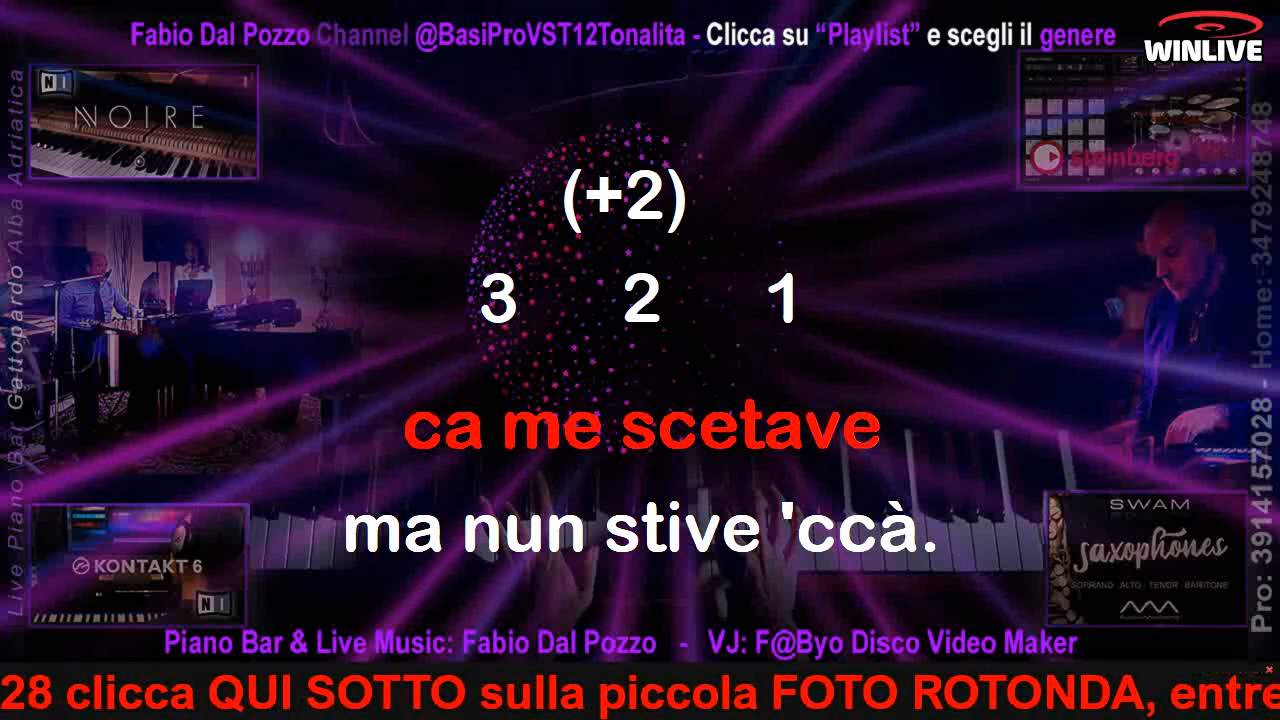 Fabio Dal Pozzo Channel @BasiProVST12Tonalita - Clicca su “Playlist” e scegli il genere
WINLIVE
NI
NOIRE
steinberg
Live Piano Bar Gattopardo Alba Adriatica
(+2)
3 2 1
ca me scetave
ma nun stive 'ccà.
KONTAKT 6
NI
SWAM
saxophones
SOPRANO · ALTO · TENOR · BARITONE
Pro: 3914157028 - Home: 3479248748
Piano Bar & Live Music: Fabio Dal Pozzo - VJ: F@Byo Disco Video Maker
28 clicca QUI SOTTO sulla piccola FOTO ROTONDA, entre